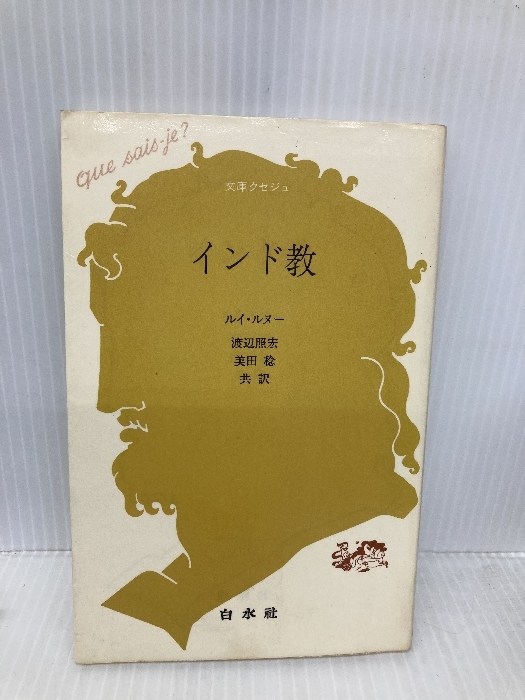 que sais-je?
文庫クセジュ
インド教
ルイ・ルヌー
渡辺照宏
美田稔
共訳
白水社